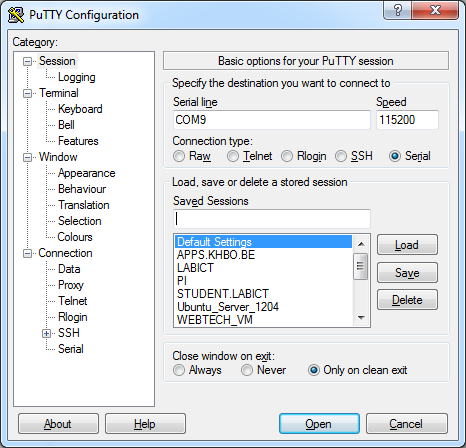 PuTTY Configuration
Category:
Session
Logging
Terminal
Keyboard
Bell
Features
Window
Appearance
Behaviour
Translation
Selection
Colours
Connection
Data
Proxy
Telnet
Rlogin
SSH
Serial
Basic options for your PuTTY session
Specify the destination you want to connect to
Serial line Speed
COM9 115200
Connection type:
Raw Telnet Rlogin SSH Serial
Load, save or delete a stored session
Saved Sessions
Default Settings
APPS.KHBO.BE
LABICT
PI
STUDENT.LABICT
Ubuntu_Server_1204
WEBTECH_VM
Load
Save
Delete
Close window on exit:
Always Never Only on clean exit
About Help Open Cancel